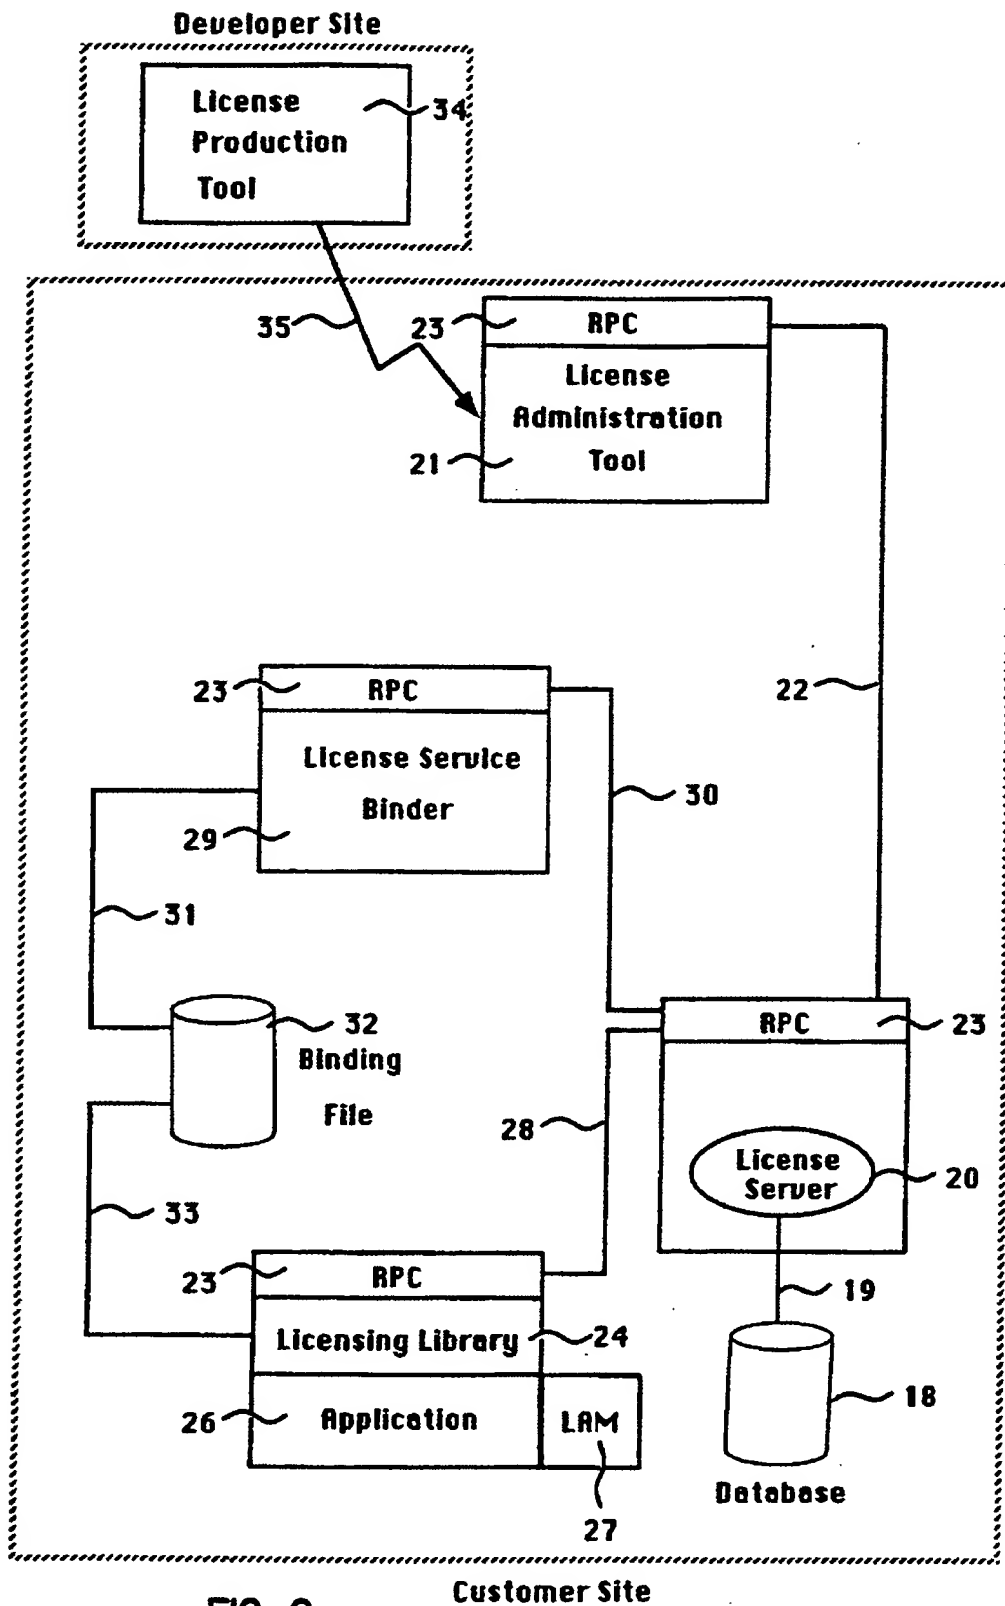 Developer Site
License
Production
Tool
34
35
23
RPC
License
Administration
Tool
21
22
23
RPC
License Service
Binder
29
30
31
32
Binding
File
33
RPC
23
28
License
Server
20
19
18
Database
23
RPC
Licensing Library
24
26
Application
LAM
27
Customer Site